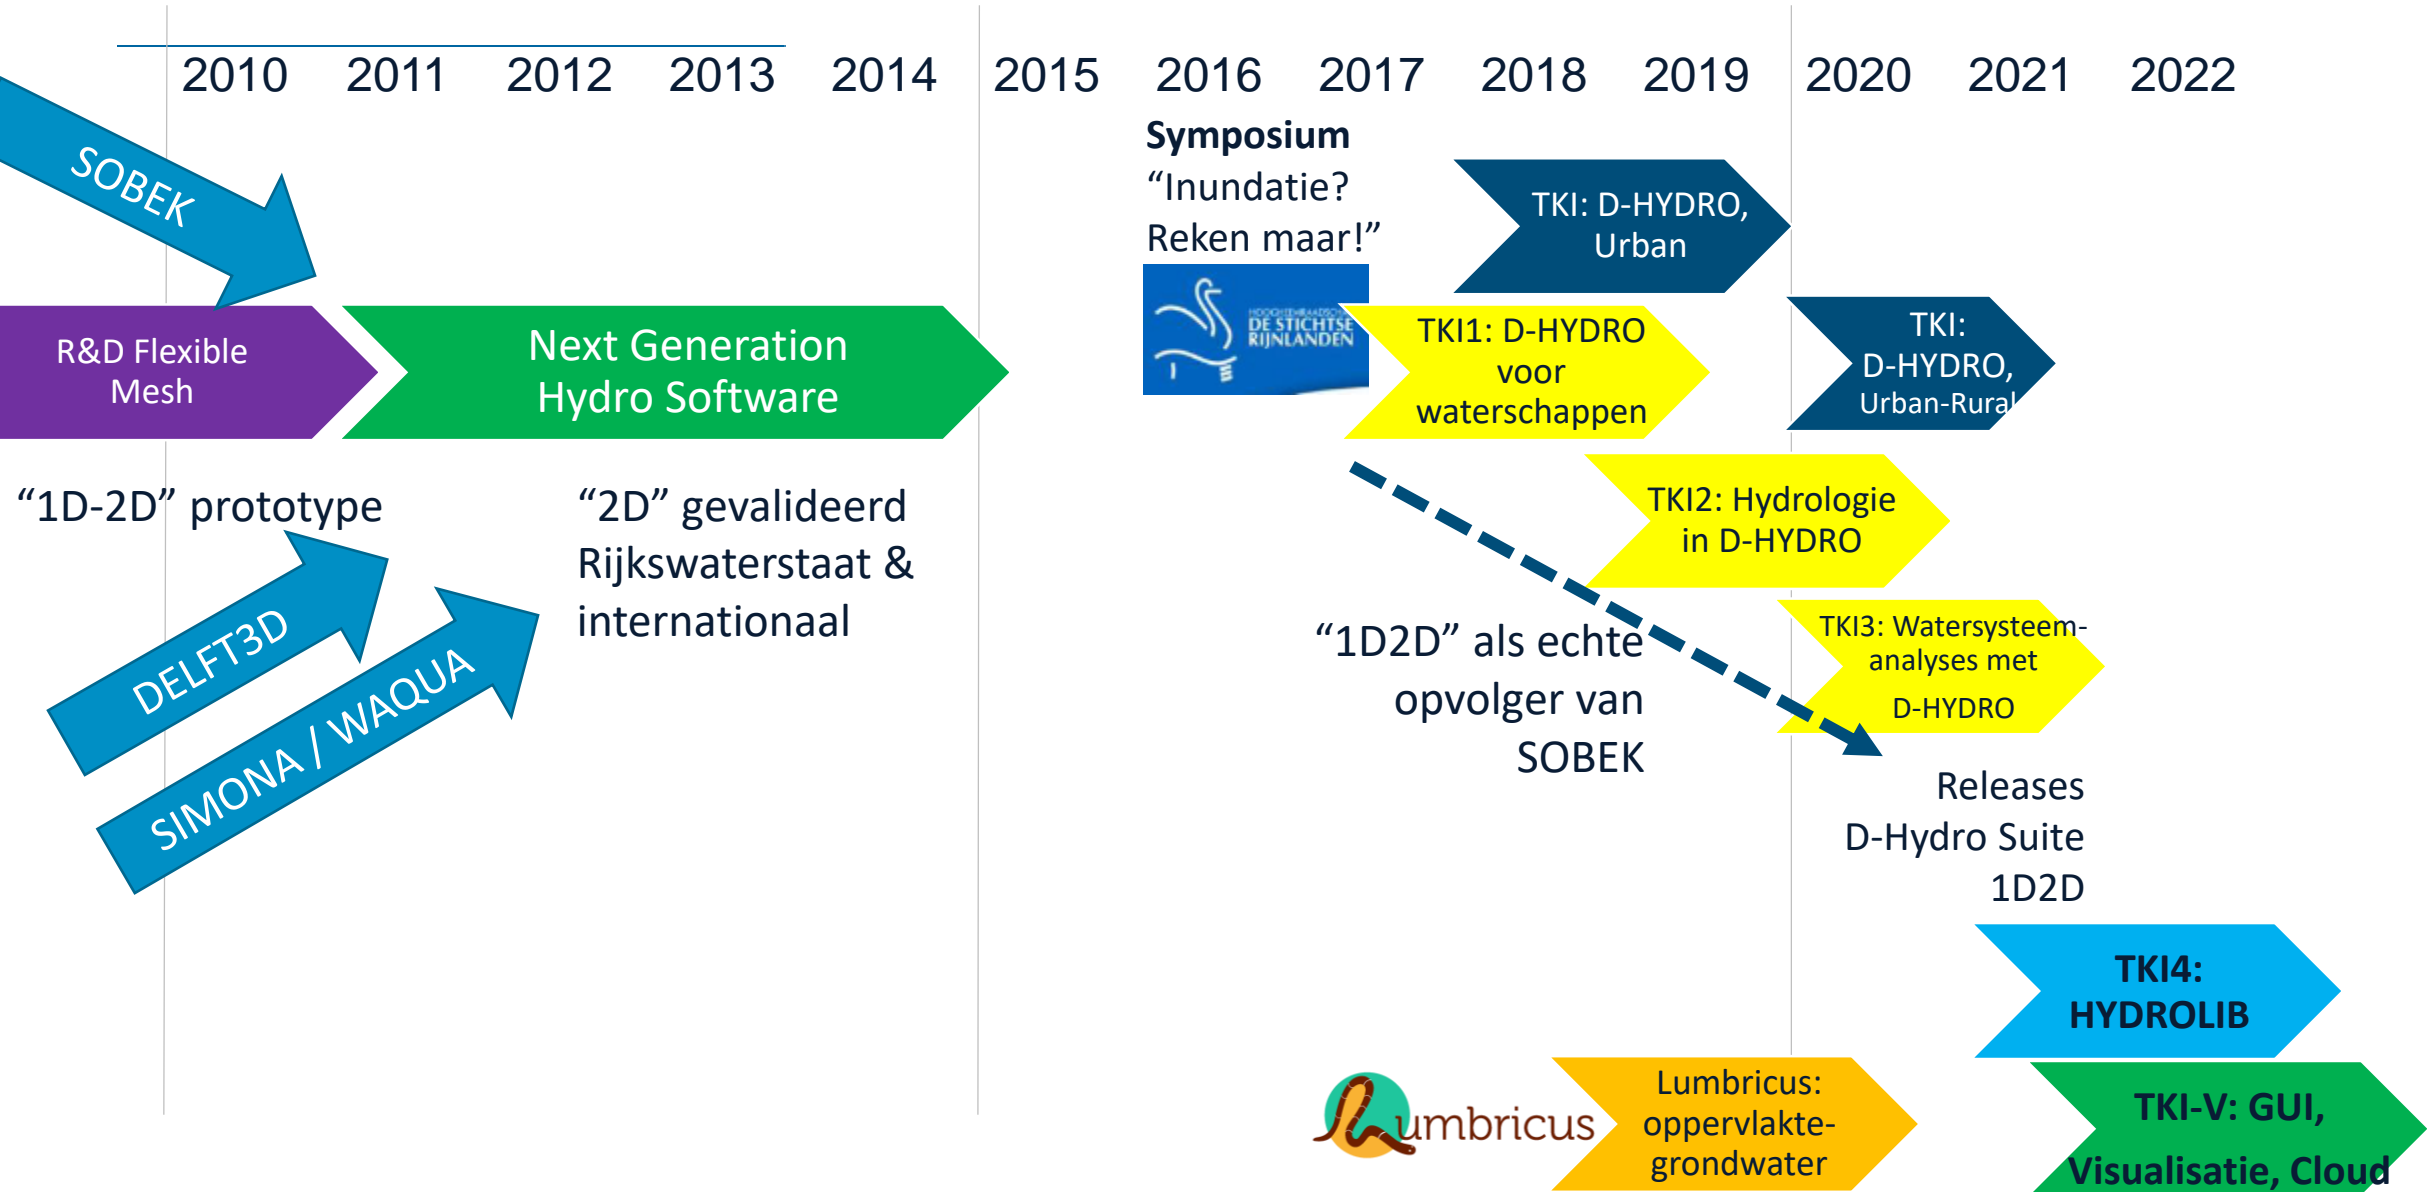 2010 2011 2012 2013 2014 2015 2016 2017 2018 2019 2020 2021 2022
SOBEK
R&D Flexible
Mesh
Next Generation
Hydro Software
"1D-2D" prototype
"2D" gevalideerd
Rijkswaterstaat &
internationaal
DELFT3D
SIMONA / WAQUA
Symposium
"Inundatie?
Reken maar!"
HOOGHEEMRAADSCHAP
DE STICHTSE
RIJNLANDEN
TKI: D-HYDRO,
Urban
TKI1: D-HYDRO
voor
waterschappen
TKI:
D-HYDRO,
Urban-Rural
TKI2: Hydrologie
in D-HYDRO
"1D2D" als echte
opvolger van
SOBEK
TKI3: Watersysteem-
analyses met
D-HYDRO
Releases
D-Hydro Suite
1D2D
TKI4:
HYDROLIB
Lumbricus
Lumbricus:
oppervlakte-
grondwater
TKI-V: GUI,
Visualisatie, Cloud